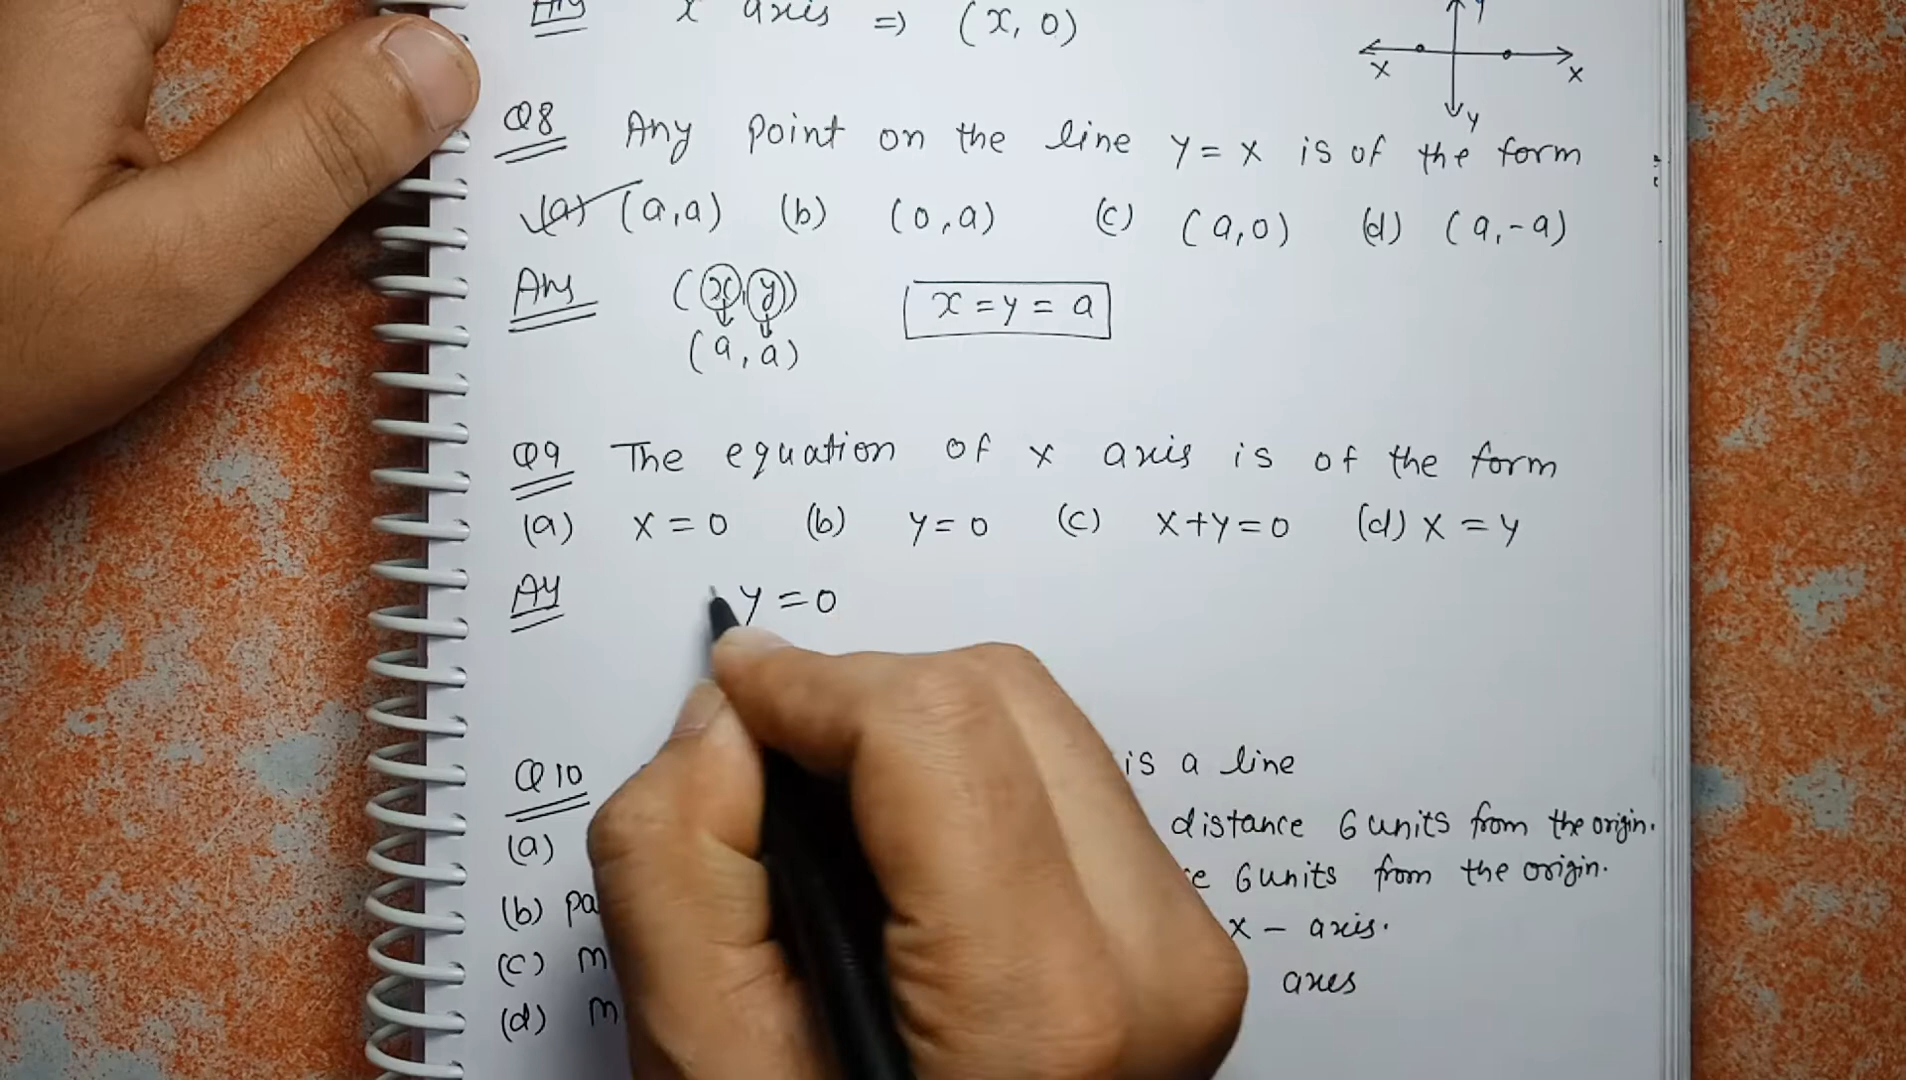 x axis => (x, 0)
Y
X X
Y
Q8 Any point on the line Y = X is of the form
(a) (a,a) (b) (0,a) (c) (a,0) (d) (a,-a)
Ans (x,y) x = y = a
(a,a)
Q9 The equation of x axis is of the form
(a) X = 0 (b) Y = 0 (c) X+Y=0 (d) X = Y
y = 0
Q10 is a line
(a) distance 6 units from the origin.
(b) pa 6 units from the origin.
(c) m x - axis.
(d) m axes